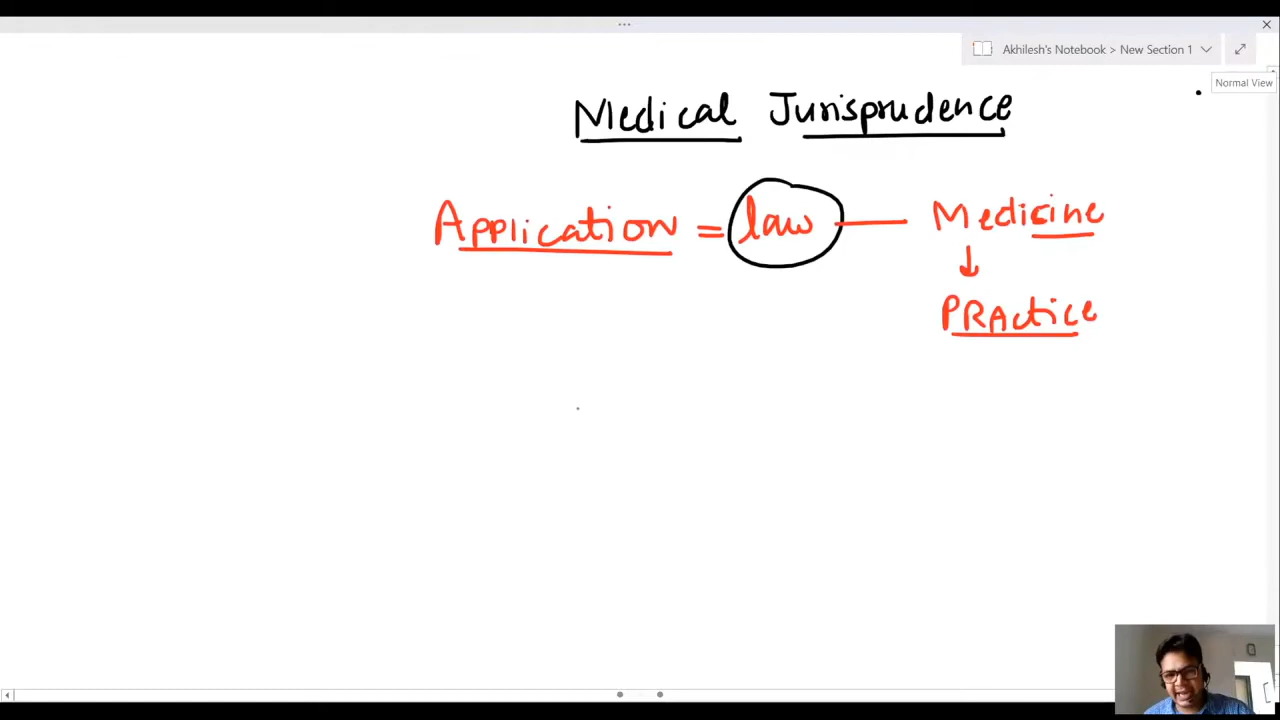 Akhilesh's Notebook > New Section 1
Normal View
Medical Jurisprudence
Application = law — Medicine
↓
PRActice